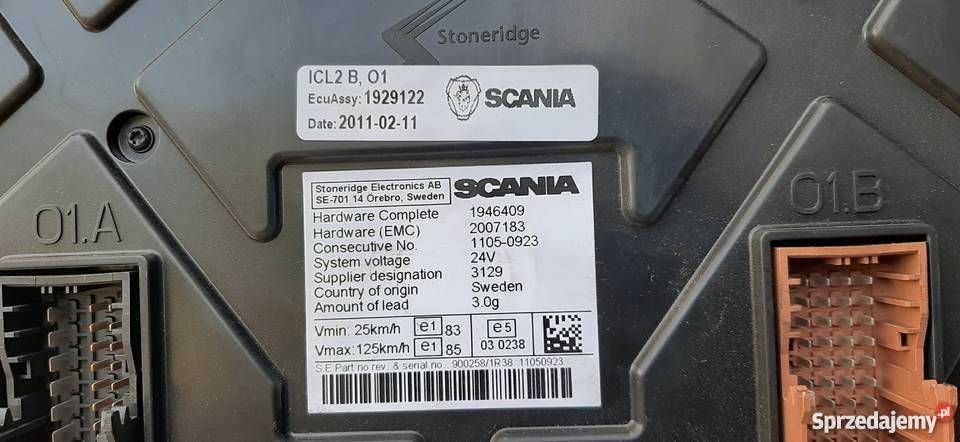 Stoneridge
ICL2 B, O1
EcuAssy: 1929122
Date: 2011-02-11
SCANIA
Stoneridge Electronics AB
SE-701 14 Örebro, Sweden
SCANIA
Hardware Complete 1946409
Hardware (EMC) 2007183
Consecutive No. 1105-0923
System voltage 24V
Supplier designation 3129
Country of origin Sweden
Amount of lead 3.0g
Vmin: 25km/h e1 83
Vmax: 125km/h e1 85
e5
03 0238
S.E Part no rev. & serial no 900258/1R38 11050923
O1.A
O1.B
Sprzedajemy.pl